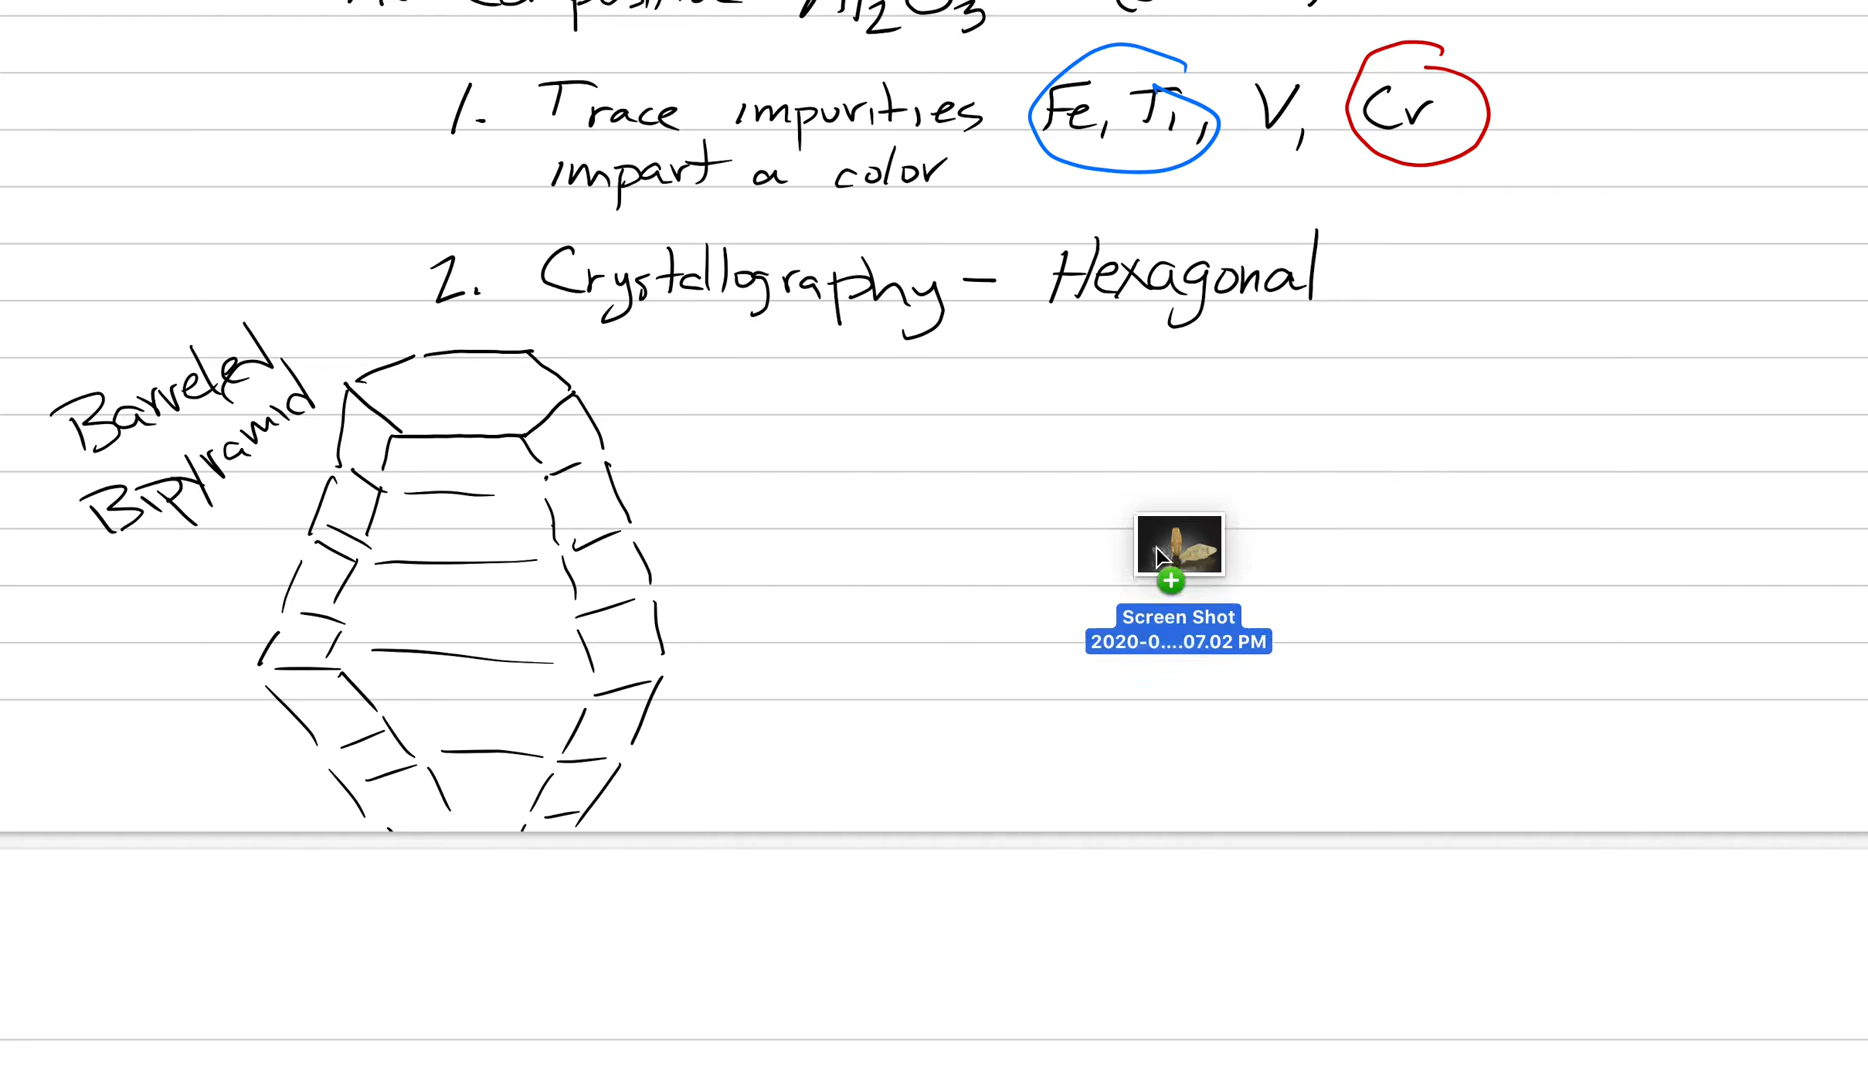 Al2O3
1. Trace impurities Fe, Ti, V, Cr
impart a color
2. Crystallography - Hexagonal
Barreled
Bipyramid
Screen Shot
2020-0....07.02 PM